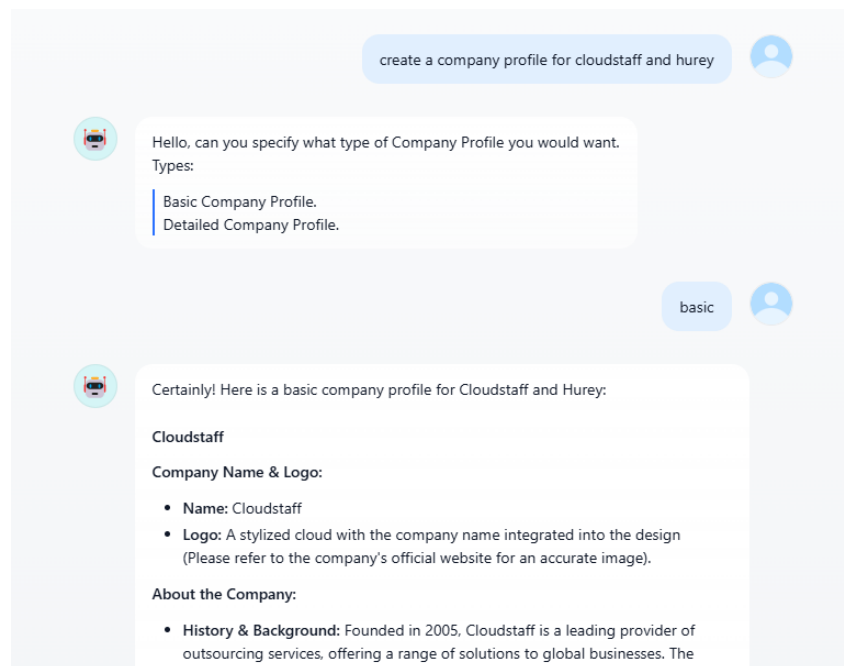 create a company profile for cloudstaff and hurey
Hello, can you specify what type of Company Profile you would want.
Types:
Basic Company Profile.
Detailed Company Profile.
basic
Certainly! Here is a basic company profile for Cloudstaff and Hurey:
Cloudstaff
Company Name & Logo:
• Name: Cloudstaff
• Logo: A stylized cloud with the company name integrated into the design
(Please refer to the company's official website for an accurate image).
About the Company:
• History & Background: Founded in 2005, Cloudstaff is a leading provider of
outsourcing services, offering a range of solutions to global businesses. The